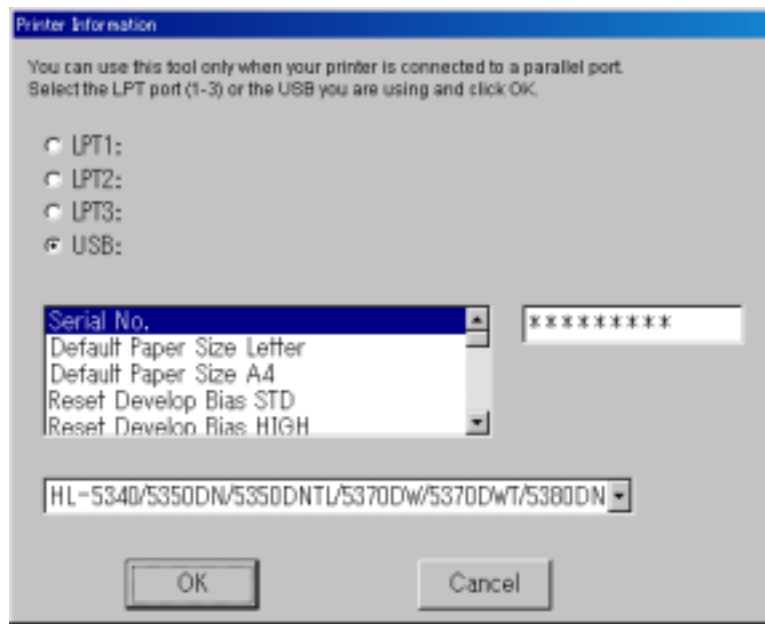 Printer Information
You can use this tool only when your printer is connected to a parallel port.
Select the LPT port (1-3) or the USB you are using and click OK.
LPT1:
LPT2:
LPT3:
USB:
Serial No.
*********
Default Paper Size Letter
Default Paper Size A4
Reset Develop Bias STD
Reset Develop Bias HIGH
HL-5340/5350DN/5350DNTL/5370DW/5370DWT/5380DN
OK
Cancel